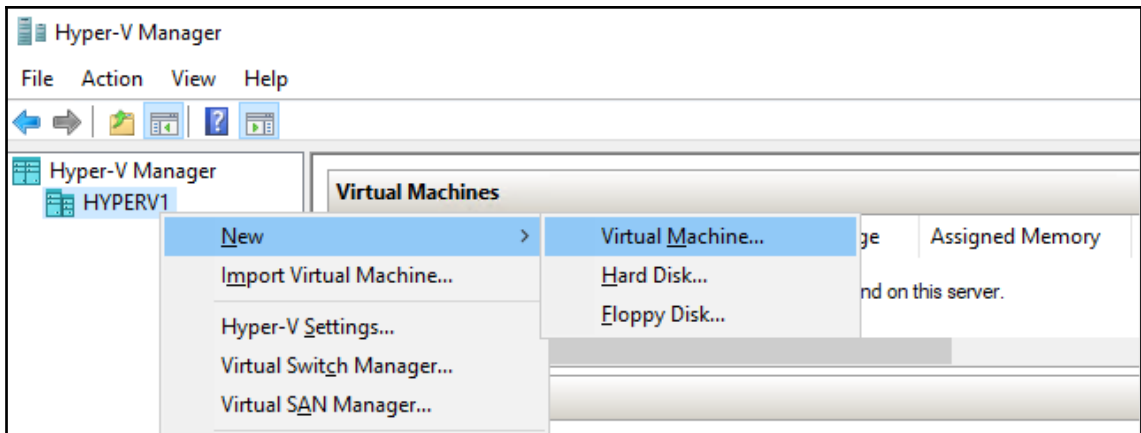 Hyper-V Manager
File Action View Help
Hyper-V Manager
HYPERV1
Virtual Machines
New > Virtual Machine... ge Assigned Memory
Import Virtual Machine... Hard Disk... nd on this server.
Floppy Disk...
Hyper-V Settings...
Virtual Switch Manager...
Virtual SAN Manager...